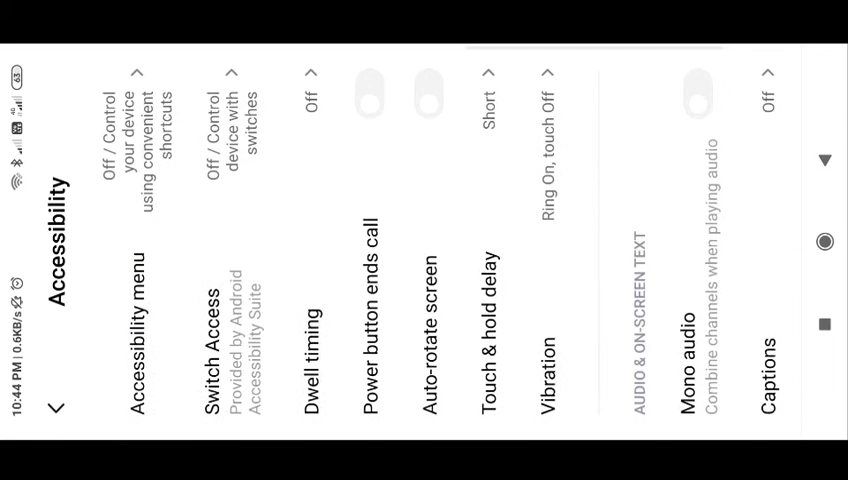 10:44 PM | 0.6KB/s
4G
63
Accessibility
Accessibility menu
Off / Control
your device
using convenient
shortcuts
Switch Access
Provided by Android
Accessibility Suite
Off / Control
device with
switches
Dwell timing
Off
Power button ends call
Auto-rotate screen
Touch & hold delay
Short
Vibration
Ring On, touch Off
AUDIO & ON-SCREEN TEXT
Mono audio
Combine channels when playing audio
Captions
Off